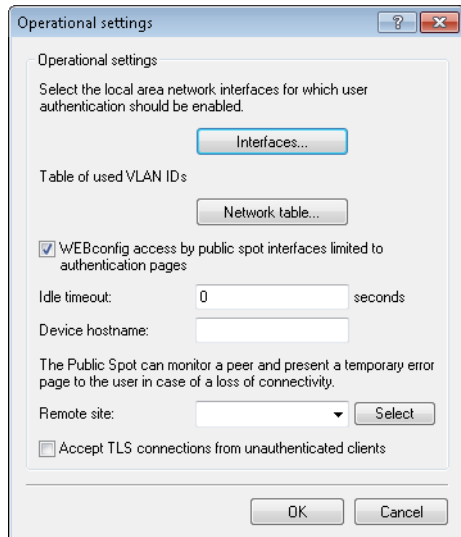 Operational settings
Operational settings
Select the local area network interfaces for which user
authentication should be enabled.
Interfaces...
Table of used VLAN IDs
Network table...
WEBconfig access by public spot interfaces limited to
authentication pages
Idle timeout: 0 seconds
Device hostname:
The Public Spot can monitor a peer and present a temporary error
page to the user in case of a loss of connectivity.
Remote site: Select
Accept TLS connections from unauthenticated clients
OK Cancel